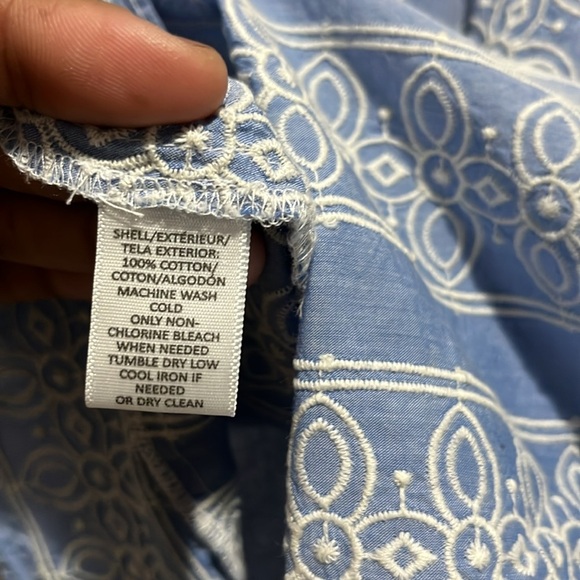 SHELL/EXTÉRIEUR/
TELA EXTERIOR:
100% COTTON/
COTON/ALGODÓN
MACHINE WASH
COLD
ONLY NON-
CHLORINE BLEACH
WHEN NEEDED
TUMBLE DRY LOW
COOL IRON IF
NEEDED
OR DRY CLEAN